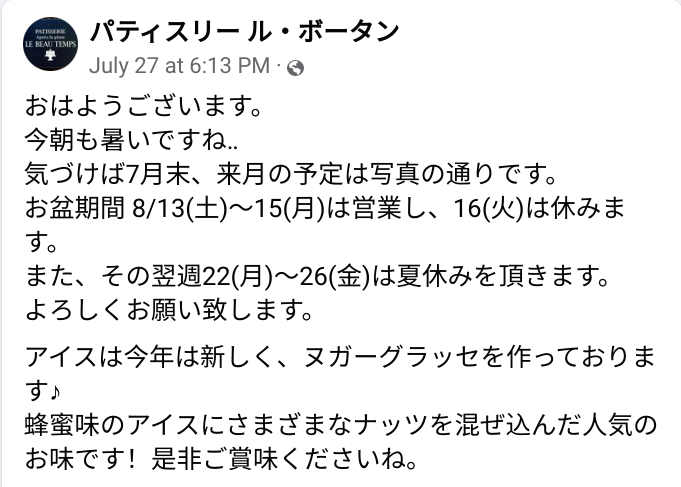 PATISSERIE
Après la pluie
LE BEAU TEMPS
パティスリー ル・ボータン
July 27 at 6:13 PM ·
おはようございます。
今朝も暑いですね..
気づけば7月末、来月の予定は写真の通りです。
お盆期間 8/13(土)〜15(月)は営業し、16(火)は休みま
す。
また、その翌週22(月)〜26(金)は夏休みを頂きます。
よろしくお願い致します。
アイスは今年は新しく、ヌガーグラッセを作っておりま
す♪
蜂蜜味のアイスにさまざまなナッツを混ぜ込んだ人気の
お味です！是非ご賞味くださいね。